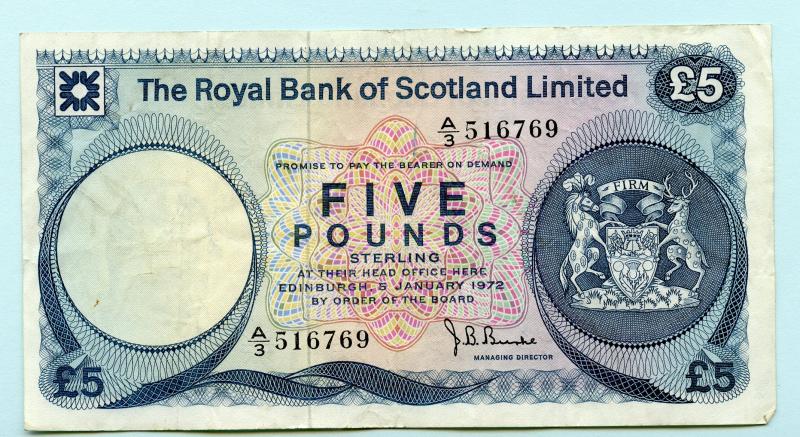 The Royal Bank of Scotland Limited
£5
A/3 516769
PROMISE TO PAY THE BEARER ON DEMAND
FIVE
POUNDS
STERLING
AT THEIR HEAD OFFICE HERE
EDINBURGH, 5 JANUARY 1972
BY ORDER OF THE BOARD
FIRM
A/3 516769
J. B. Burke
MANAGING DIRECTOR
£5
£5